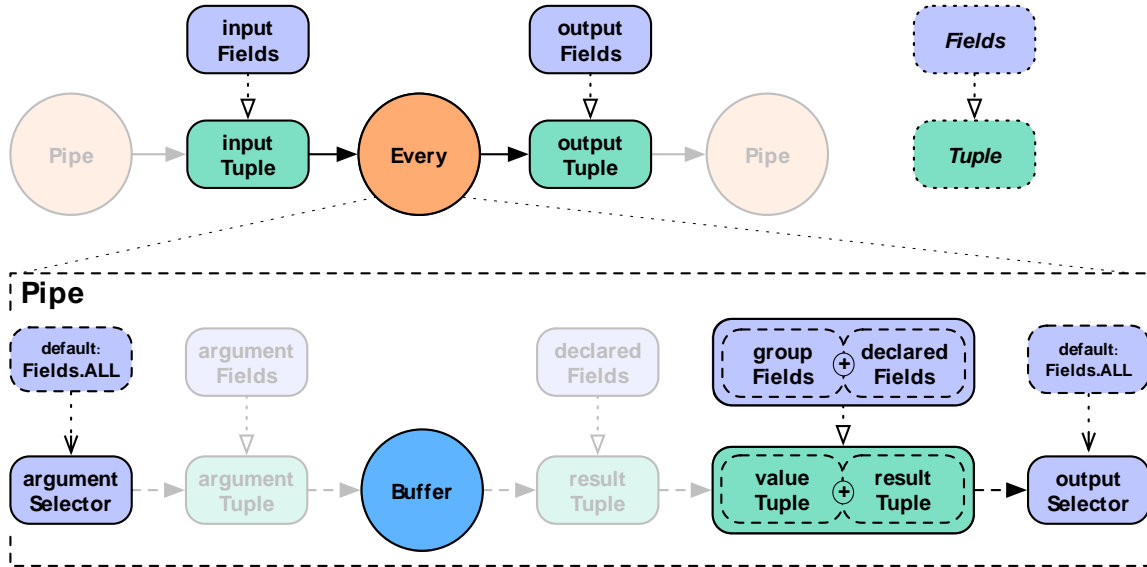 input
Fields
output
Fields
Fields
Pipe
input
Tuple
Every
output
Tuple
Pipe
Tuple
Pipe
default:
Fields.ALL
argument
Fields
declared
Fields
group
Fields
+
declared
Fields
default:
Fields.ALL
argument
Selector
argument
Tuple
Buffer
result
Tuple
value
Tuple
+
result
Tuple
output
Selector